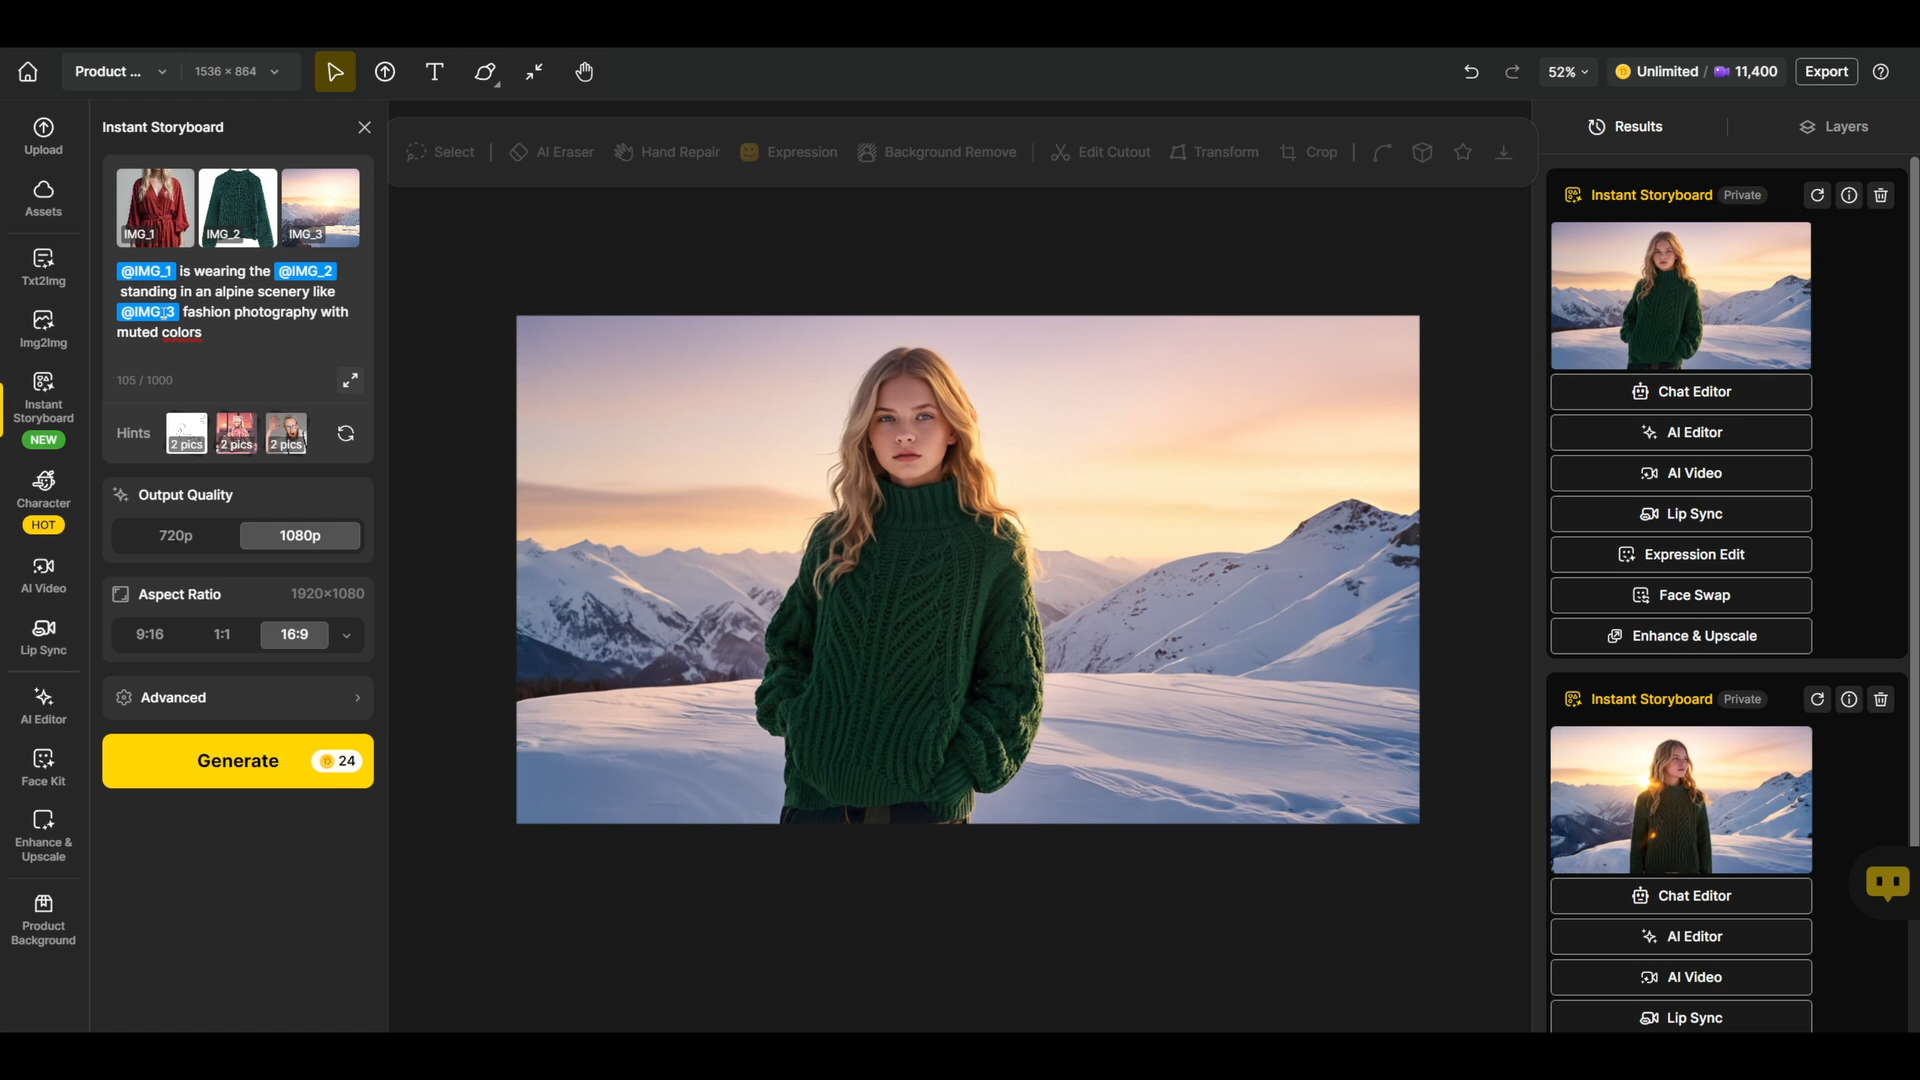 Product ...
1536 × 864
52%
Unlimited / 11,400
Export
Upload
Assets
Txt2Img
Img2Img
Instant
Storyboard
NEW
Character
HOT
AI Video
Lip Sync
AI Editor
Face Kit
Enhance &
Upscale
Product
Background
Instant Storyboard
IMG_1
IMG_2
IMG_3
@IMG_1 is wearing the @IMG_2
standing in an alpine scenery like
@IMG_3 fashion photography with
muted colors
105 / 1000
Hints
2 pics
2 pics
2 pics
Output Quality
720p
1080p
Aspect Ratio
1920×1080
9:16
1:1
16:9
Advanced
Generate
24
Select
AI Eraser
Hand Repair
Expression
Background Remove
Edit Cutout
Transform
Crop
Results
Layers
Instant Storyboard
Private
Chat Editor
AI Editor
AI Video
Lip Sync
Expression Edit
Face Swap
Enhance & Upscale
Instant Storyboard
Private
Chat Editor
AI Editor
AI Video
Lip Sync